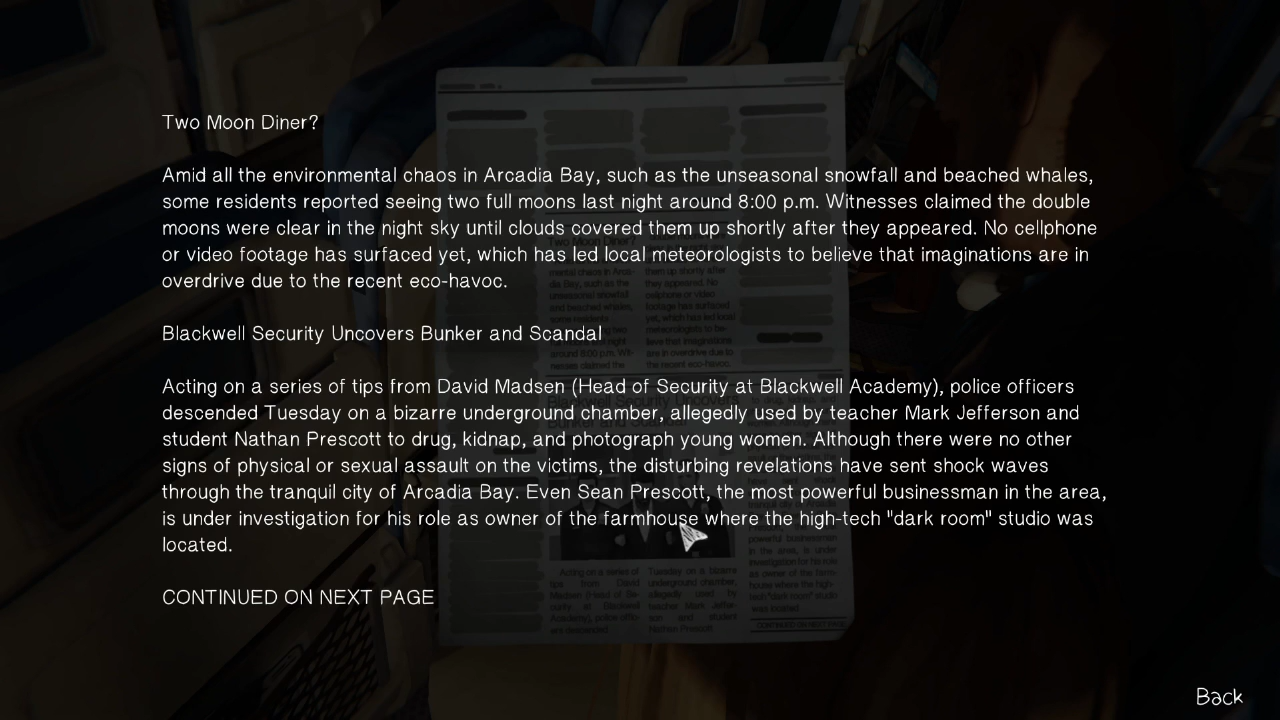 Two Moon Diner?
Amid all the environmental chaos in Arcadia Bay, such as the unseasonal snowfall and beached whales,
some residents reported seeing two full moons last night around 8:00 p.m. Witnesses claimed the double
moons were clear in the night sky until clouds covered them up shortly after they appeared. No cellphone
or video footage has surfaced yet, which has led local meteorologists to believe that imaginations are in
overdrive due to the recent eco-havoc.
Blackwell Security Uncovers Bunker and Scandal
Acting on a series of tips from David Madsen (Head of Security at Blackwell Academy), police officers
descended Tuesday on a bizarre underground chamber, allegedly used by teacher Mark Jefferson and
student Nathan Prescott to drug, kidnap, and photograph young women. Although there were no other
signs of physical or sexual assault on the victims, the disturbing revelations have sent shock waves
through the tranquil city of Arcadia Bay. Even Sean Prescott, the most powerful businessman in the area,
is under investigation for his role as owner of the farmhouse where the high-tech "dark room" studio was
located.
CONTINUED ON NEXT PAGE
Back